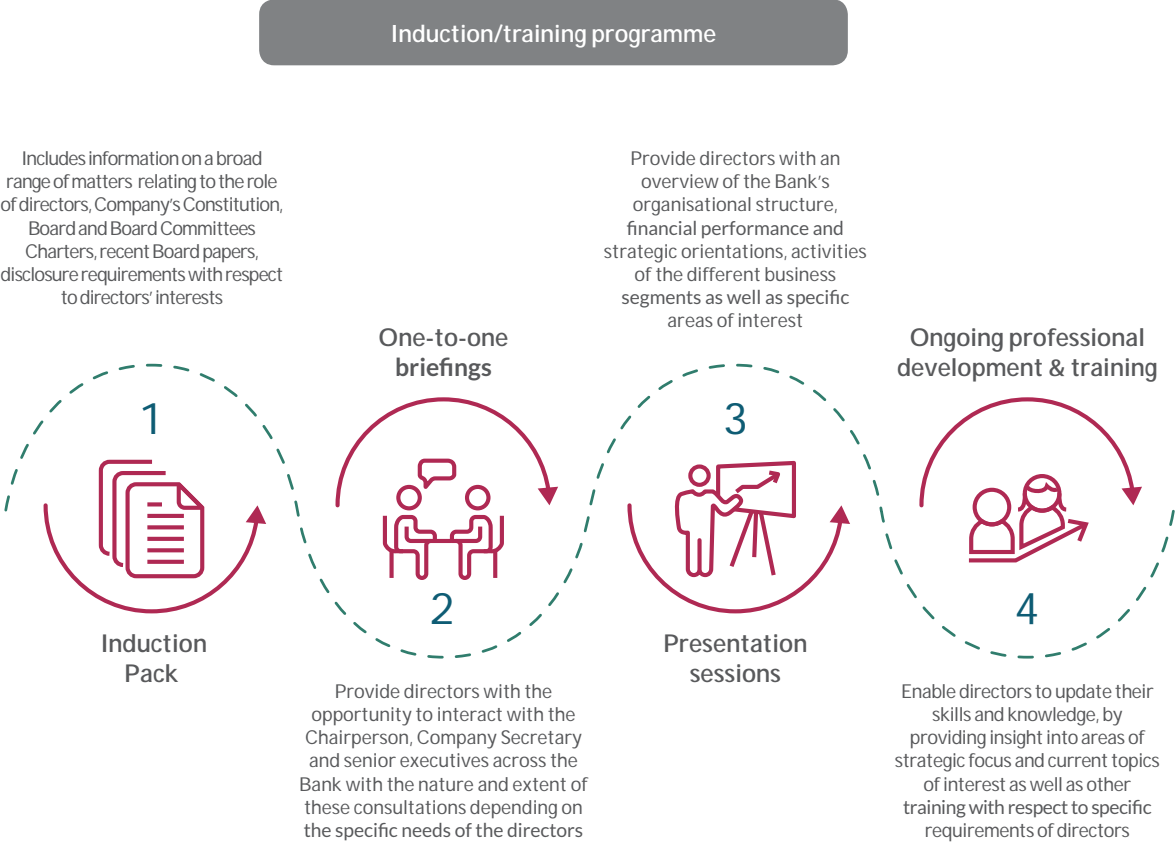 Induction/training programme
Includes information on a broad
range of matters relating to the role
of directors, Company's Constitution,
Board and Board Committees
Charters, recent Board papers,
disclosure requirements with respect
to directors' interests
1
Induction
Pack
One-to-one
briefings
2
Provide directors with the
opportunity to interact with the
Chairperson, Company Secretary
and senior executives across the
Bank with the nature and extent of
these consultations depending on
the specific needs of the directors
Provide directors with an
overview of the Bank's
organisational structure,
financial performance and
strategic orientations, activities
of the different business
segments as well as specific
areas of interest
3
Presentation
sessions
Ongoing professional
development & training
4
Enable directors to update their
skills and knowledge, by
providing insight into areas of
strategic focus and current topics
of interest as well as other
training with respect to specific
requirements of directors